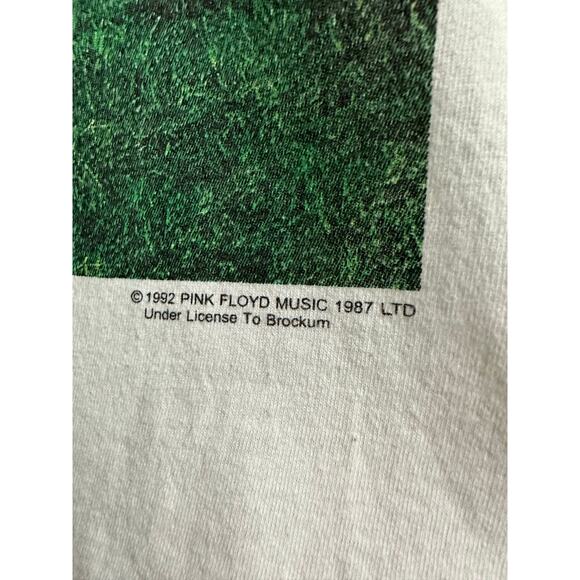 © 1992 PINK FLOYD MUSIC 1987 LTD
Under License To Brockum